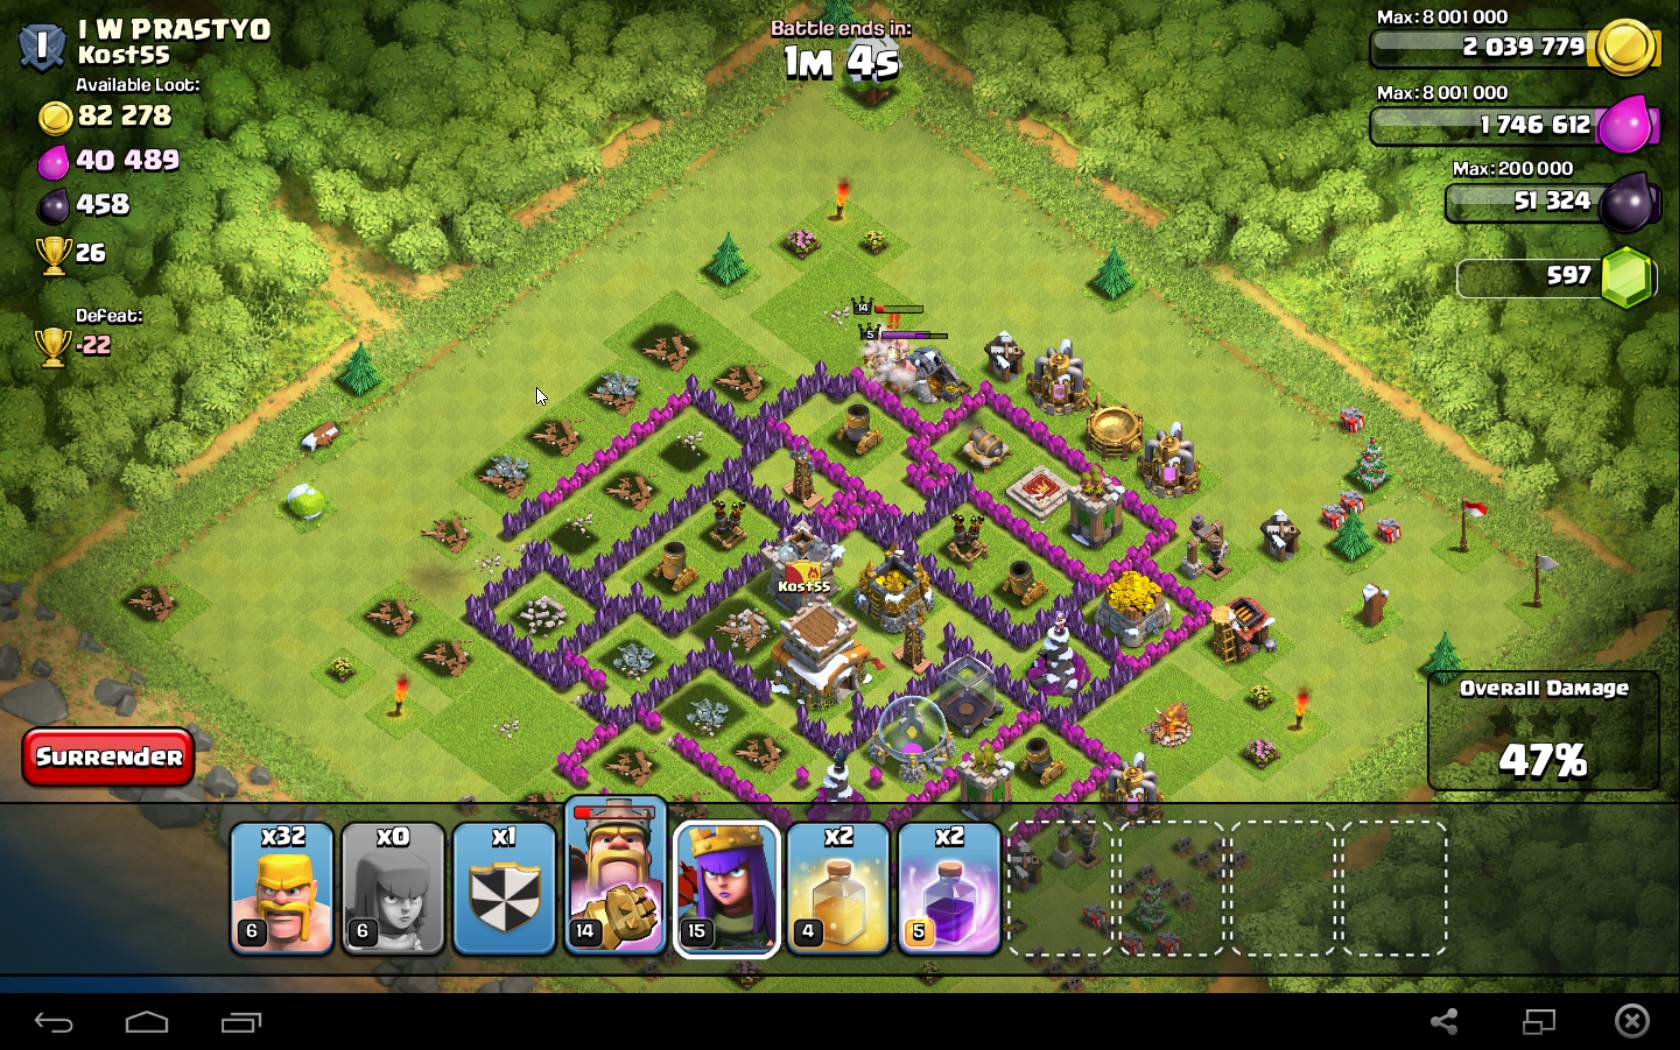 I
I W PRASTYO
Kost55
Available Loot:
82 278
40 489
458
26
Defeat:
-22
Battle ends in:
1M 4S
Max: 8 001 000
2 039 779
Max: 8 001 000
1 746 612
Max: 200 000
51 324
597
14
5
Kost55
Overall Damage
47%
Surrender
x32
x0
x1
x2
x2
6
6
14
15
4
5